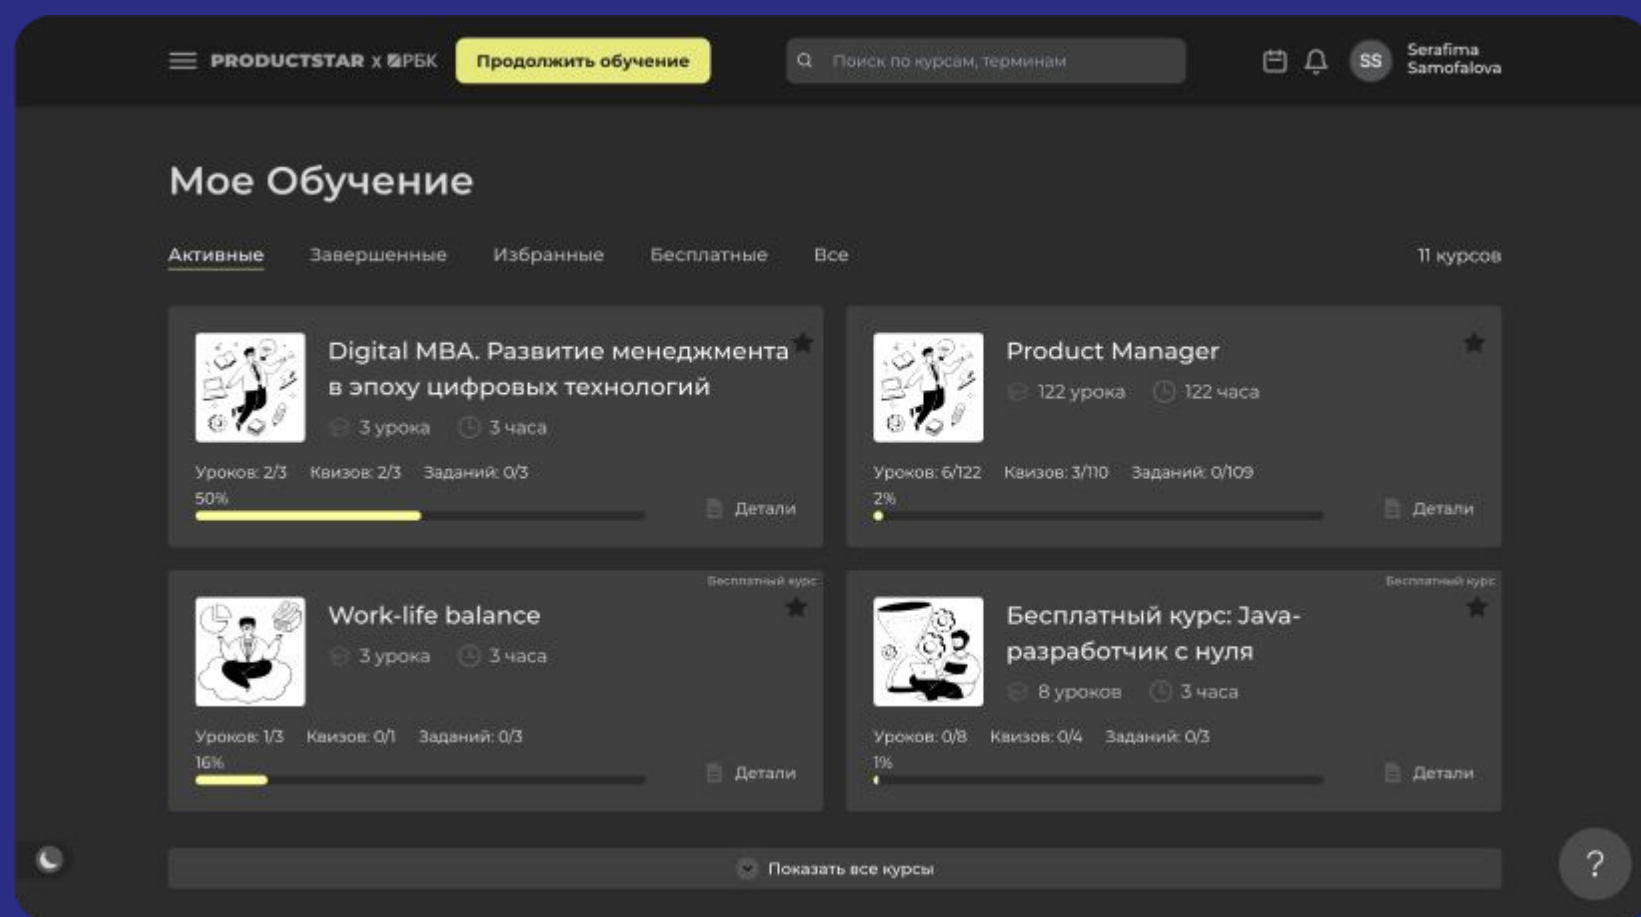 PRODUCTSTAR x РБК
Продолжить обучение
Поиск по курсам, терминам
SS
Serafima
Samofalova
Мое Обучение
Активные Завершенные Избранные Бесплатные Все
11 курсов
Digital MBA. Развитие менеджмента
в эпоху цифровых технологий
3 урока 3 часа
Уроков: 2/3 Квизов: 2/3 Заданий: 0/3
50%
Детали
Product Manager
122 урока 122 часа
Уроков: 6/122 Квизов: 3/110 Заданий: 0/109
2%
Детали
Бесплатный курс
Work-life balance
3 урока 3 часа
Уроков: 1/3 Квизов: 0/1 Заданий: 0/3
16%
Детали
Бесплатный курс
Бесплатный курс: Java-
разработчик с нуля
8 уроков 3 часа
Уроков: 0/8 Квизов: 0/4 Заданий: 0/3
1%
Детали
Показать все курсы
?